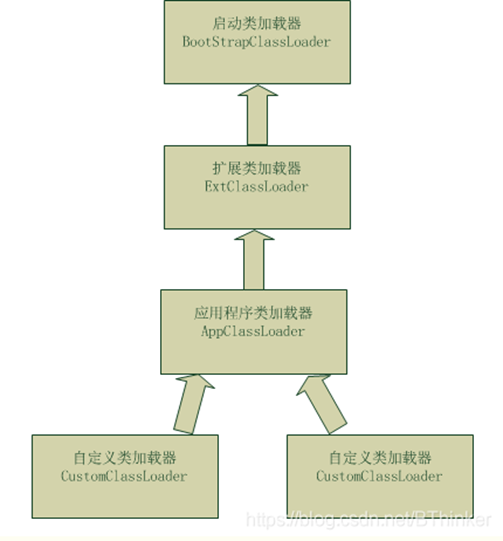 启动类加载器
BootStrapClassLoader
扩展类加载器
ExtClassLoader
应用程序类加载器
AppClassLoader
自定义类加载器
CustomClassLoader
自定义类加载器
CustomClassLoader
https://blog.csdn.net/BThinker